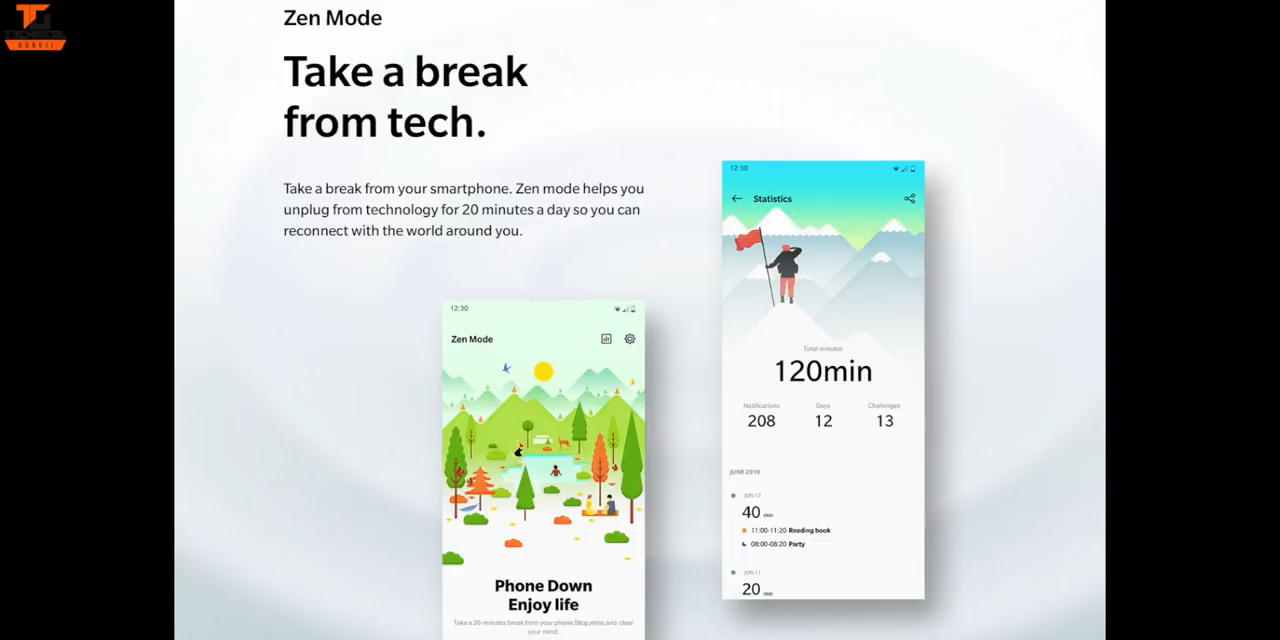 TECHNICAL
GURUJI
Zen Mode
Take a break
from tech.
Take a break from your smartphone. Zen mode helps you
unplug from technology for 20 minutes a day so you can
reconnect with the world around you.
12:30
Zen Mode
Phone Down
Enjoy life
Take a 20-minutes break from your phone.Stop,relax,and clear
your mind.
12:30
Statistics
Total minutes
120min
Notifications Days Challenges
208 12 13
JUNE 2019
JUN 12
40 min
11:00-11:20 Reading book
08:00-08:20 Party
JUN 11
20 min